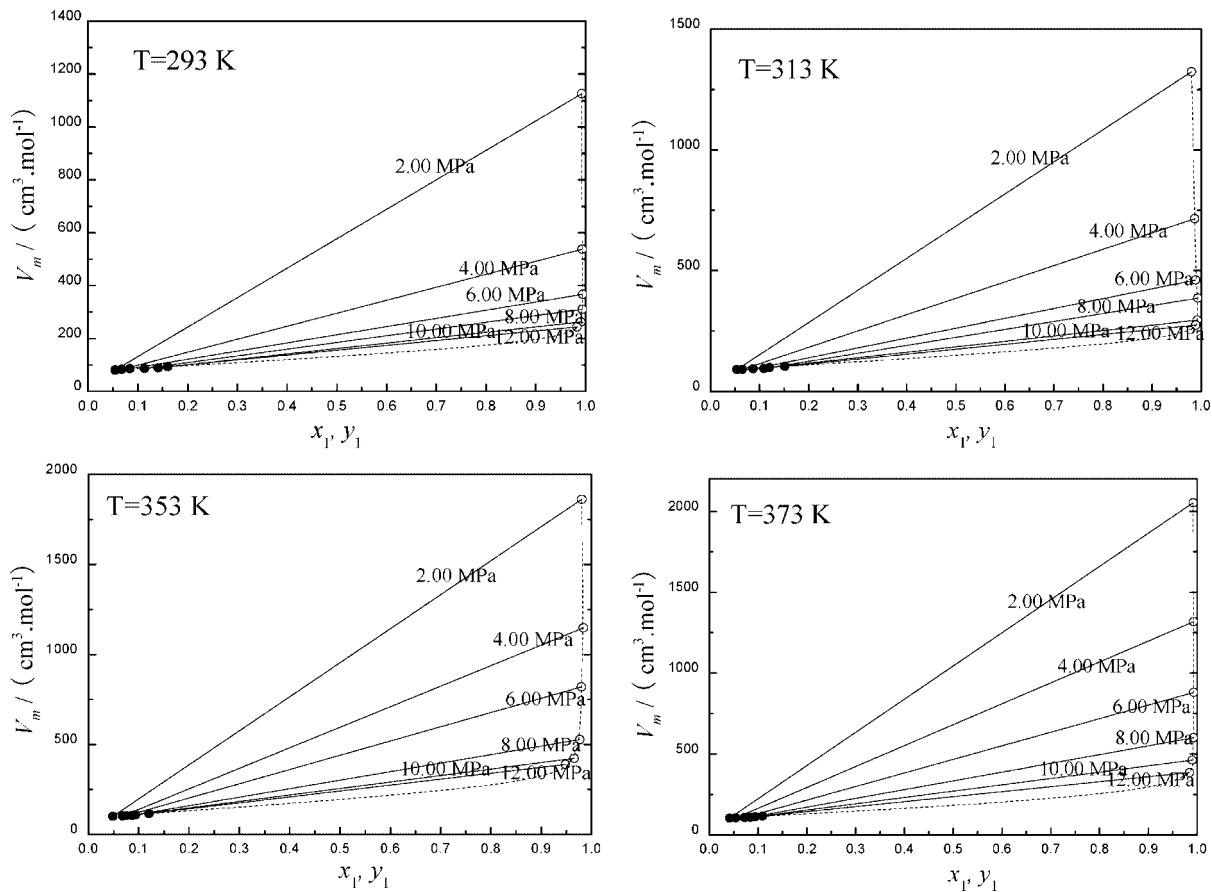 T=293 K
1400
1200
1100
800
600
400
200
0
V_m / ( cm³.mol⁻¹)
2.00 MPa
4.00 MPa
6.00 MPa
8.00 MPa
10.00 MPa
12.00 MPa
0.0 0.1 0.2 0.3 0.4 0.5 0.6 0.7 0.8 0.9 1.0
x₁, y₁
T=313 K
1500
1000
500
0
V_m / ( cm³.mol⁻¹)
2.00 MPa
4.00 MPa
6.00 MPa
8.00 MPa
10.00 MPa
12.00 MPa
0.0 0.1 0.2 0.3 0.4 0.5 0.6 0.7 0.8 0.9 1.0
x₁, y₁
T=353 K
2000
1500
1000
500
0
V_m / ( cm³.mol⁻¹)
2.00 MPa
4.00 MPa
6.00 MPa
8.00 MPa
10.00 MPa
12.00 MPa
0.0 0.1 0.2 0.3 0.4 0.5 0.6 0.7 0.8 0.9 1.0
x₁, y₁
T=373 K
2000
1500
1000
500
0
V_m / ( cm³.mol⁻¹)
2.00 MPa
4.00 MPa
6.00 MPa
8.00 MPa
10.00 MPa
12.00 MPa
0.0 0.1 0.2 0.3 0.4 0.5 0.6 0.7 0.8 0.9 1.0
x₁, y₁